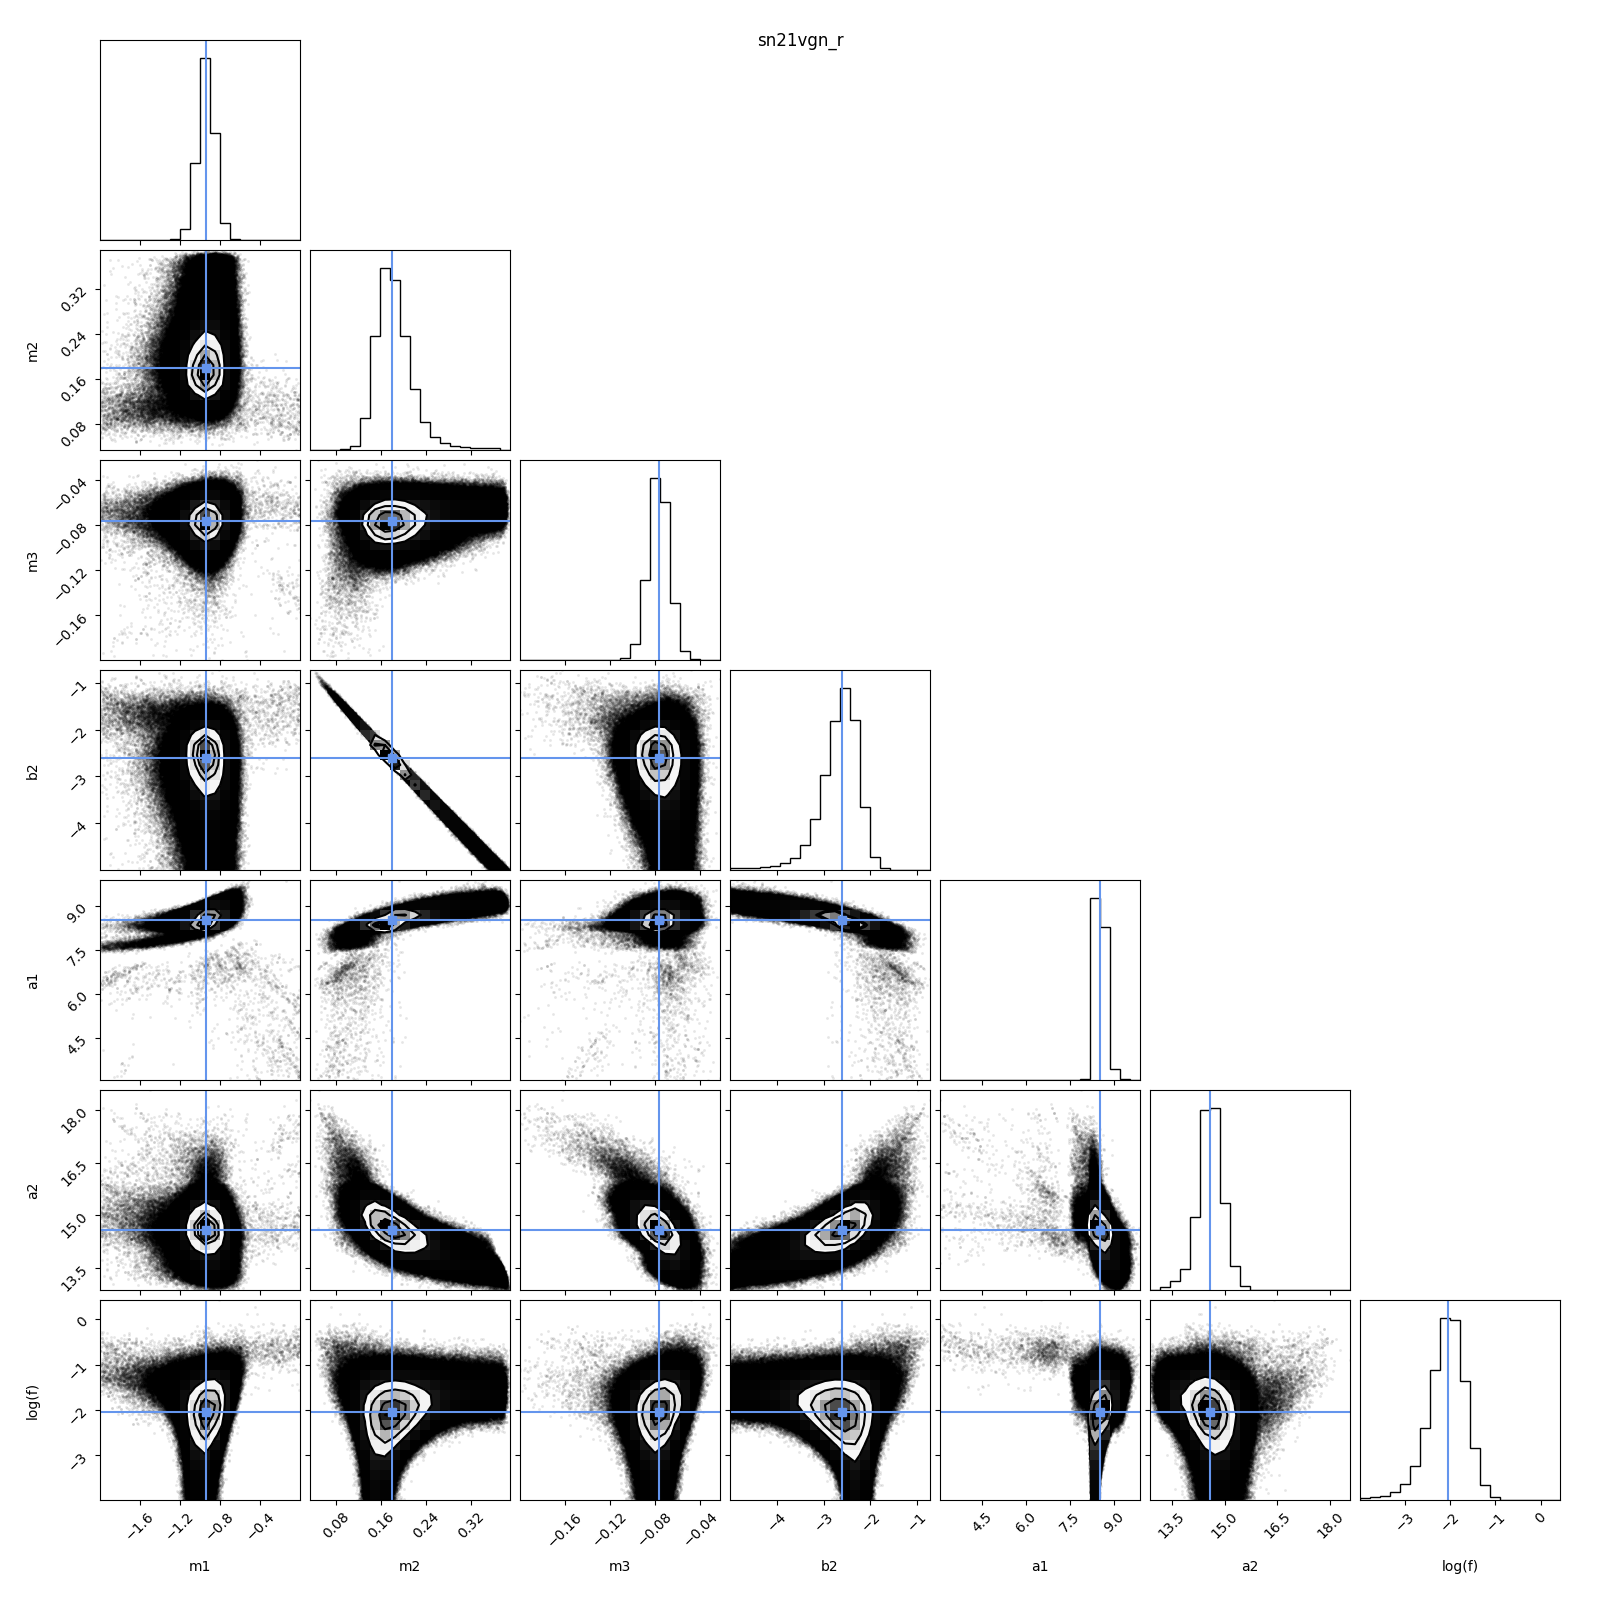 sn21vgn_r
0.32
0.24
0.16
0.08
m2
−0.04
−0.08
−0.12
−0.16
m3
−1
−2
−3
−4
b2
9.0
7.5
6.0
4.5
a1
18.0
16.5
15.0
13.5
a2
0
−1
−2
−3
log(f)
−1.6 −1.2 −0.8 −0.4 0.08 0.16 0.24 0.32 −0.16 −0.12 −0.08 −0.04 −4 −3 −2 −1 4.5 6.0 7.5 9.0 13.5 15.0 16.5 18.0 −3 −2 −1 0
m1 m2 m3 b2 a1 a2 log(f)